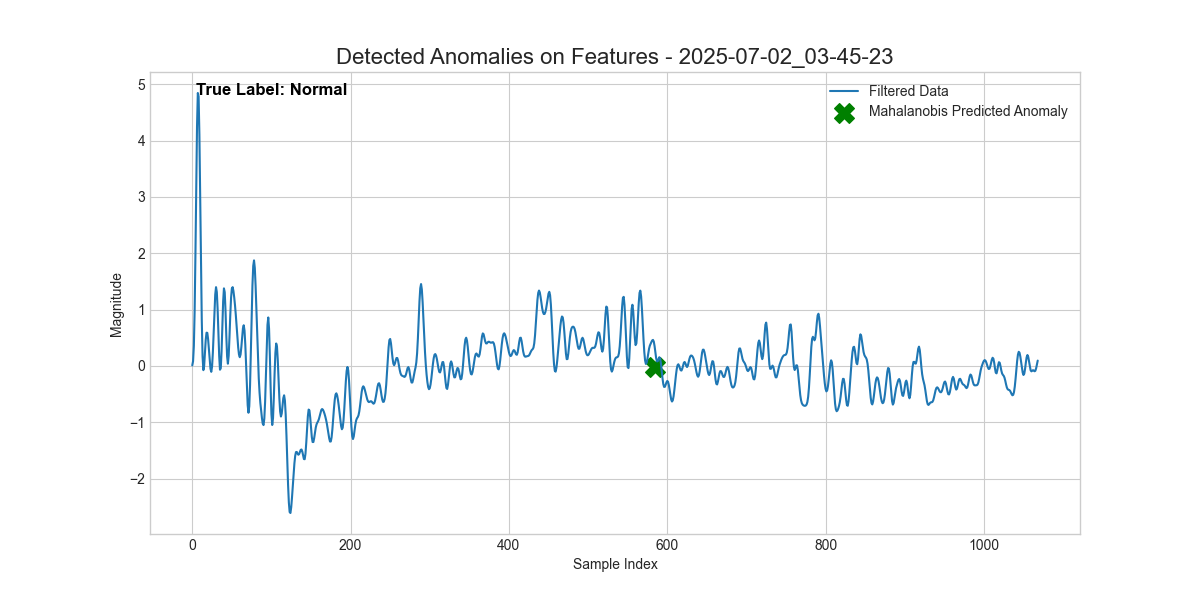 Detected Anomalies on Features - 2025-07-02_03-45-23
True Label: Normal
Filtered Data
Mahalanobis Predicted Anomaly
Magnitude
5
4
3
2
1
0
−1
−2
0 200 400 600 800 1000
Sample Index